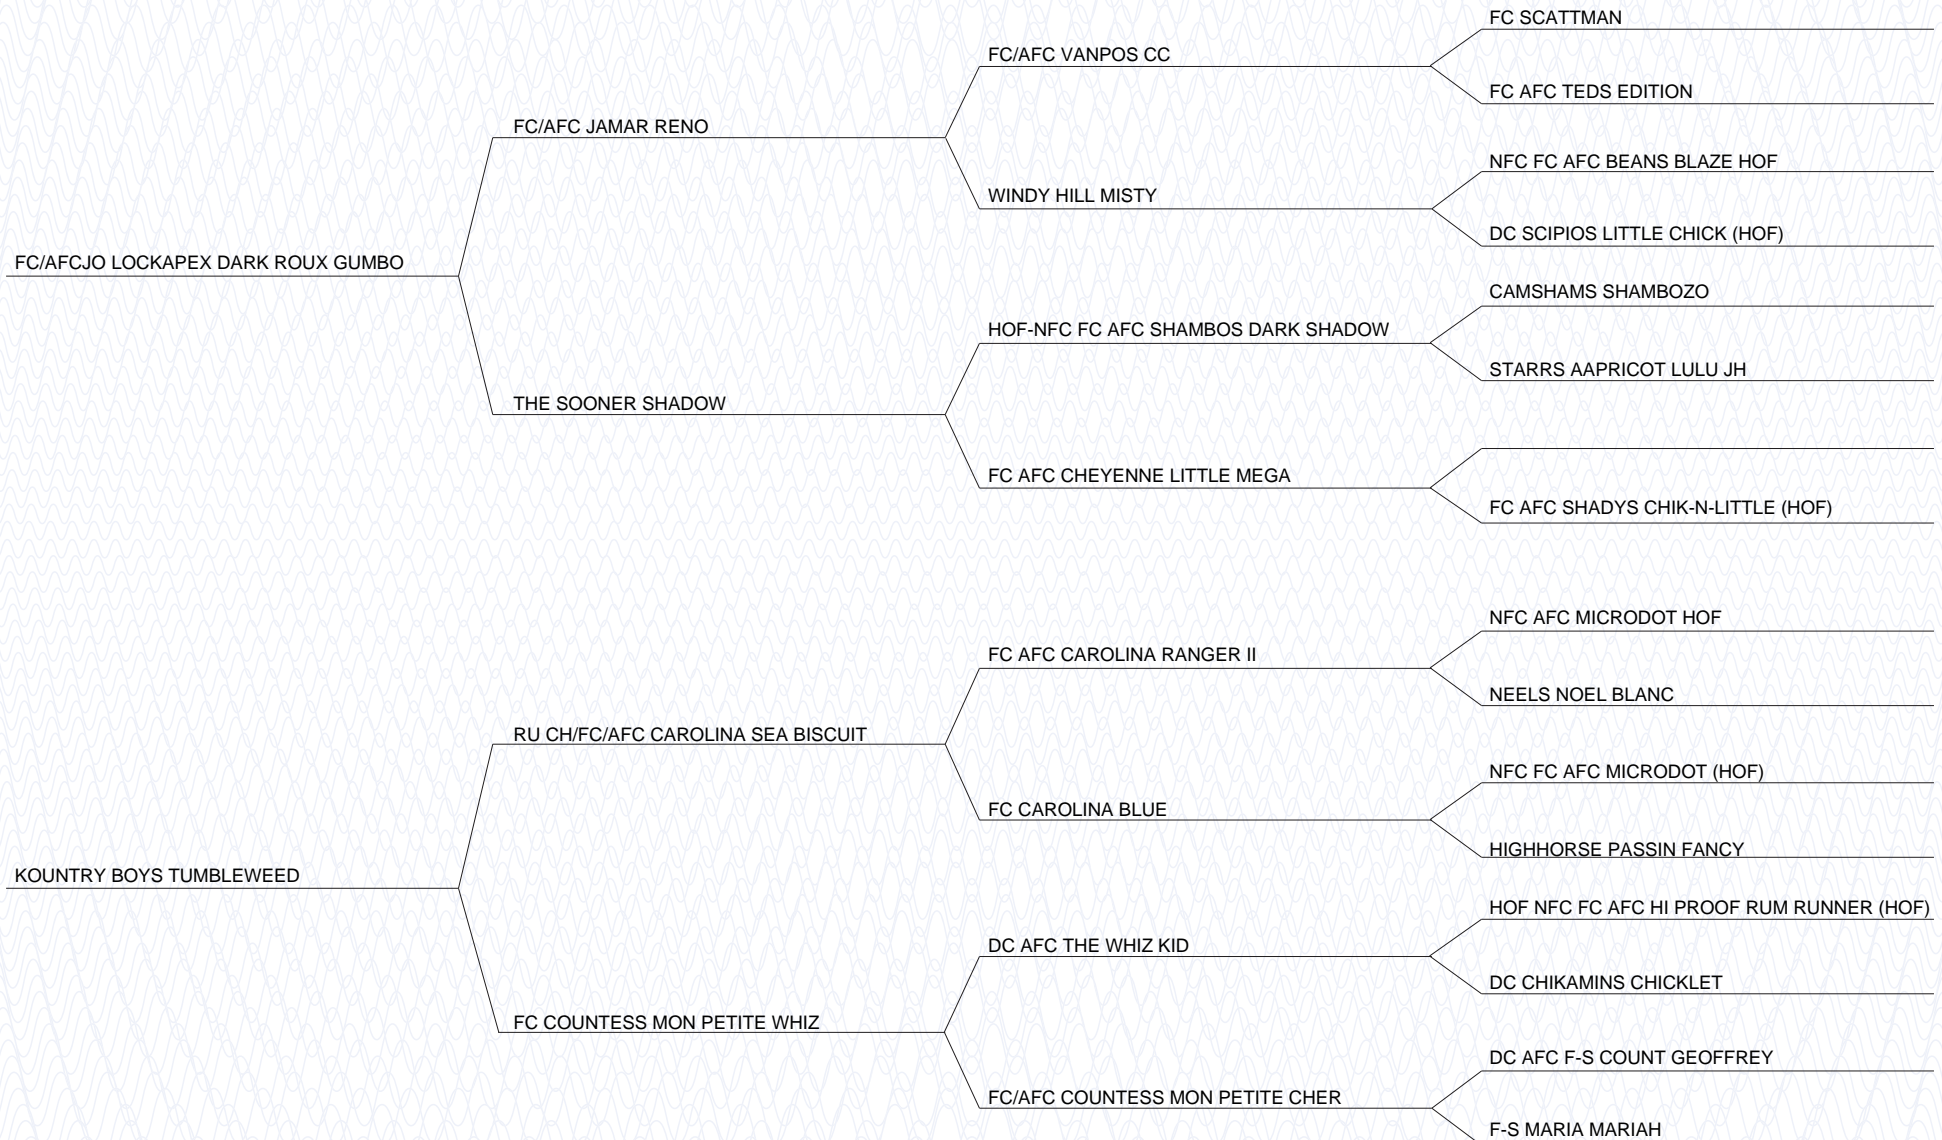 FC SCATTMAN
FC/AFC VANPOS CC
FC AFC TEDS EDITION
FC/AFC JAMAR RENO
NFC FC AFC BEANS BLAZE HOF
WINDY HILL MISTY
DC SCIPIOS LITTLE CHICK (HOF)
FC/AFCJO LOCKAPEX DARK ROUX GUMBO
CAMSHAMS SHAMBOZO
HOF-NFC FC AFC SHAMBOS DARK SHADOW
STARRS AAPRICOT LULU JH
THE SOONER SHADOW
FC AFC CHEYENNE LITTLE MEGA
FC AFC SHADYS CHIK-N-LITTLE (HOF)
NFC AFC MICRODOT HOF
FC AFC CAROLINA RANGER II
NEELS NOEL BLANC
RU CH/FC/AFC CAROLINA SEA BISCUIT
NFC FC AFC MICRODOT (HOF)
FC CAROLINA BLUE
HIGHHORSE PASSIN FANCY
KOUNTRY BOYS TUMBLEWEED
HOF NFC FC AFC HI PROOF RUM RUNNER (HOF)
DC AFC THE WHIZ KID
DC CHIKAMINS CHICKLET
FC COUNTESS MON PETITE WHIZ
DC AFC F-S COUNT GEOFFREY
FC/AFC COUNTESS MON PETITE CHER
F-S MARIA MARIAH